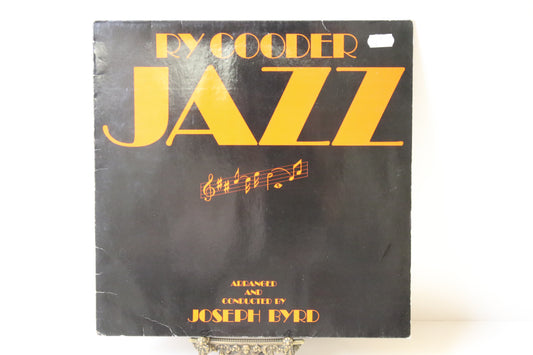 RY COODER
JAZZ
ARRANGED
AND
CONDUCTED BY
JOSEPH BYRD